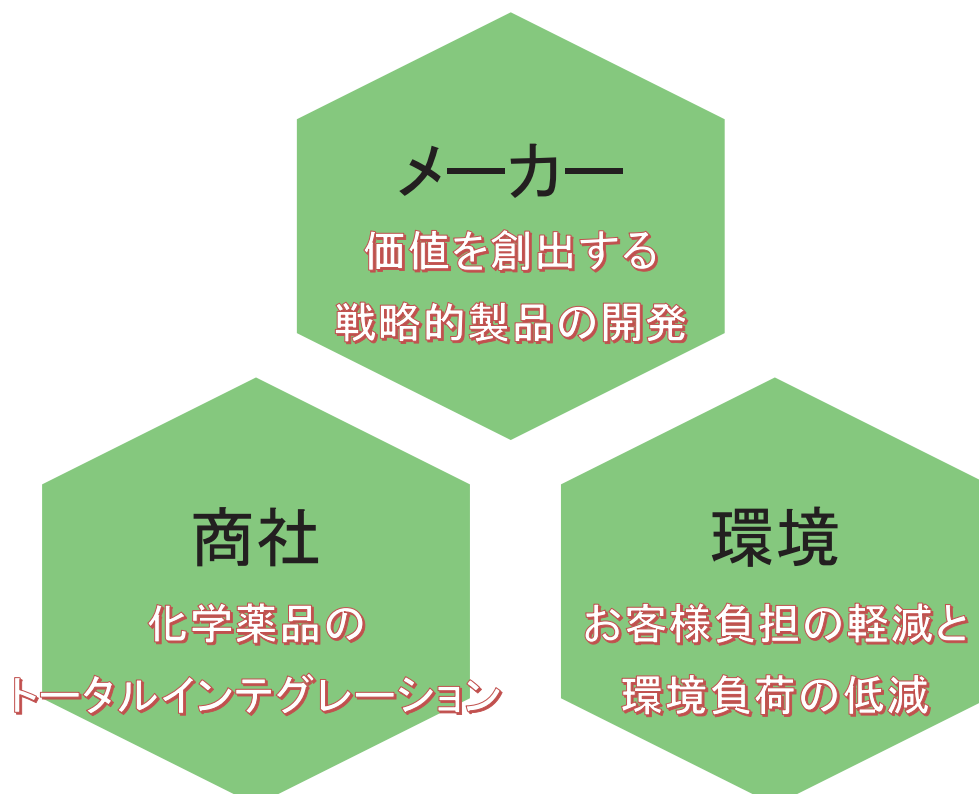 メーカー
価値を創出する
戦略的製品の開発
商社
化学薬品の
トータルインテグレーション
環境
お客様負担の軽減と
環境負荷の低減